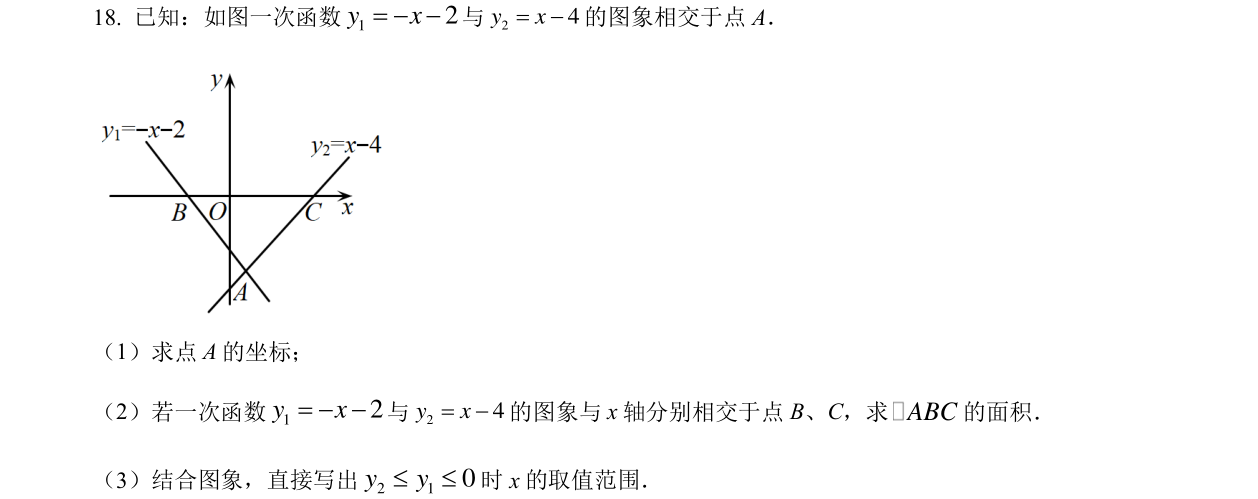 18. 已知：如图一次函数 y₁ = −x − 2 与 y₂ = x − 4 的图象相交于点 A．
y
y₁=−x−2
y₂=x−4
B O C x
A
（1）求点 A 的坐标；
（2）若一次函数 y₁ = −x − 2 与 y₂ = x − 4 的图象与 x 轴分别相交于点 B、C，求□ABC 的面积．
（3）结合图象，直接写出 y₂ ≤ y₁ ≤ 0 时 x 的取值范围．